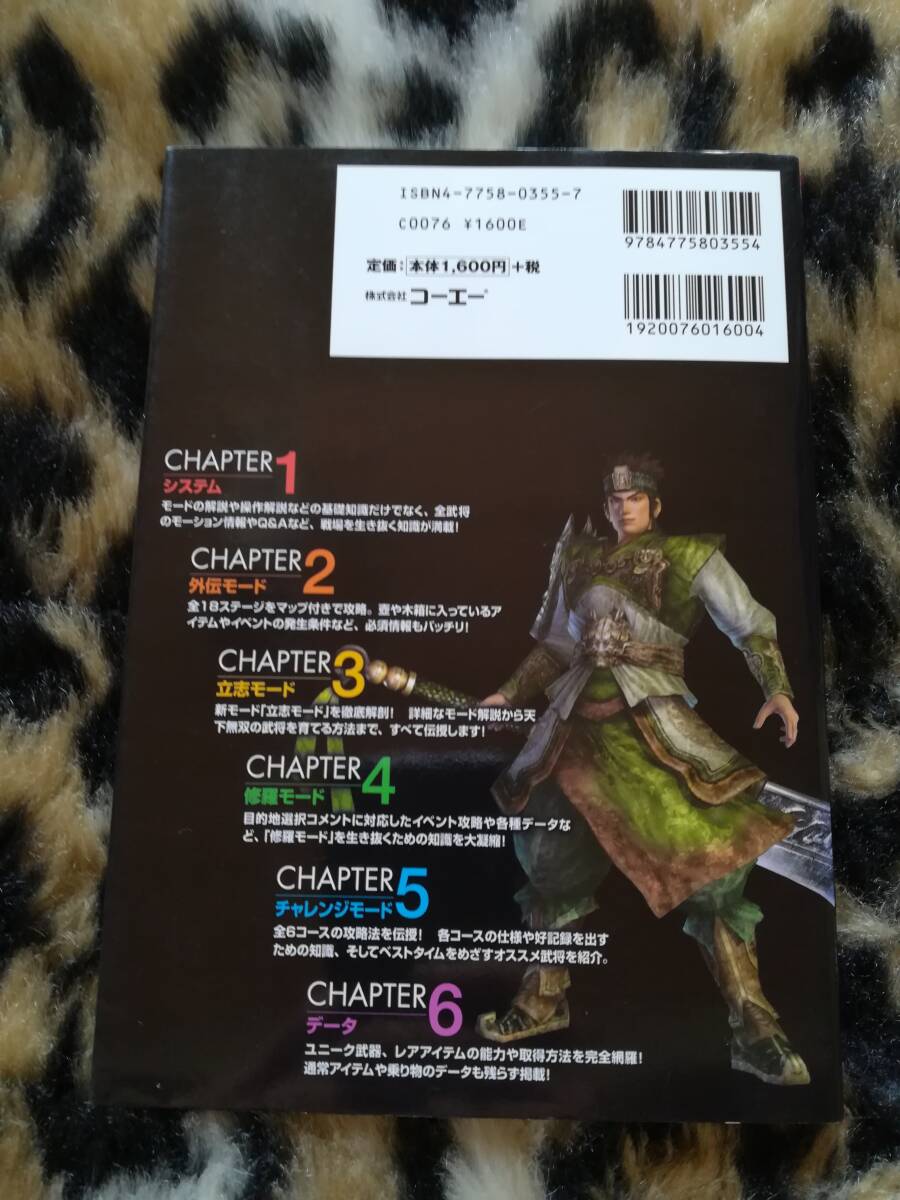 ISBN4-7758-0355-7
C0076 ¥1600E
定価：本体1,600円＋税
株式会社 コーエー
9784775803554
1920076016004
CHAPTER 1
システム
モードの解説や操作解説などの基礎知識だけでなく、全武将
のモーション情報やQ&Aなど、戦場を生き抜く知識が満載！
CHAPTER 2
外伝モード
全18ステージをマップ付きで攻略。壺や木箱に入っているア
イテムやイベントの発生条件など、必須情報もバッチリ！
CHAPTER 3
立志モード
新モード「立志モード」を徹底解剖！ 詳細なモード解説から天
下無双の武将を育てる方法まで、すべて伝授します！
CHAPTER 4
修羅モード
目的地選択コメントに対応したイベント攻略や各種データな
ど、「修羅モード」を生き抜くための知識を大凝縮！
CHAPTER 5
チャレンジモード
全6コースの攻略法を伝授！ 各コースの仕様や好記録を出す
ための知識、そしてベストタイムをめざすオススメ武将を紹介。
CHAPTER 6
データ
ユニーク武器、レアアイテムの能力や取得方法を完全網羅！
通常アイテムや乗り物のデータも残らず掲載！